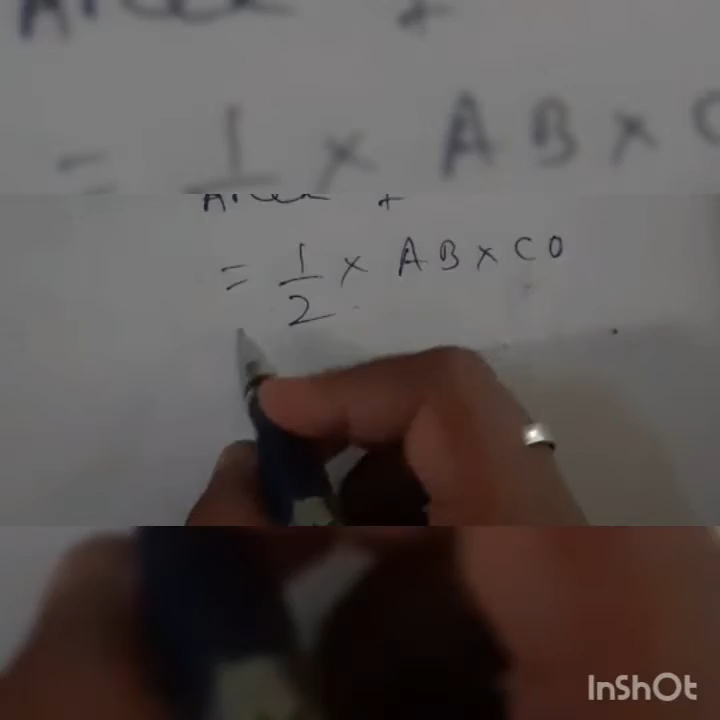 = 1/2 × AB × CO
InShOt